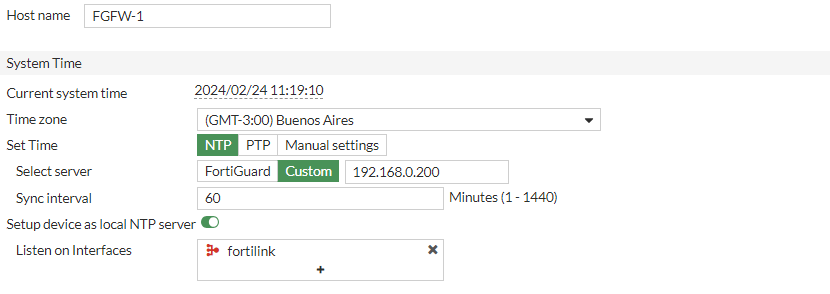 Host name FGFW-1
System Time
Current system time 2024/02/24 11:19:10
Time zone (GMT-3:00) Buenos Aires
Set Time NTP PTP Manual settings
Select server FortiGuard Custom 192.168.0.200
Sync interval 60 Minutes (1 - 1440)
Setup device as local NTP server
Listen on Interfaces fortilink